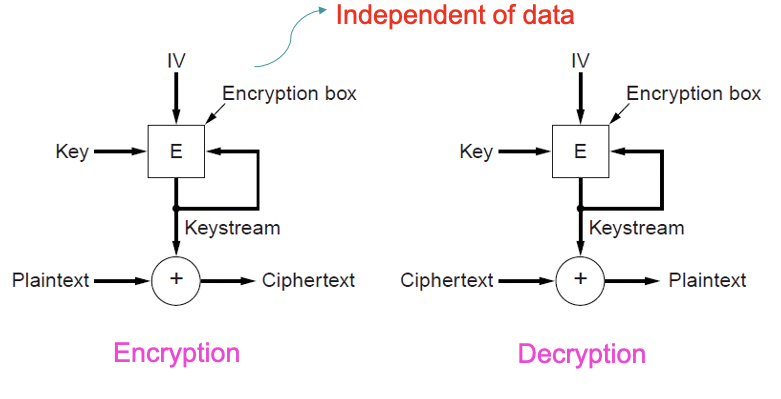 Independent of data
IV
IV
Encryption box
Encryption box
Key
E
Key
E
Keystream
Keystream
Plaintext
+
Ciphertext
Ciphertext
+
Plaintext
Encryption
Decryption